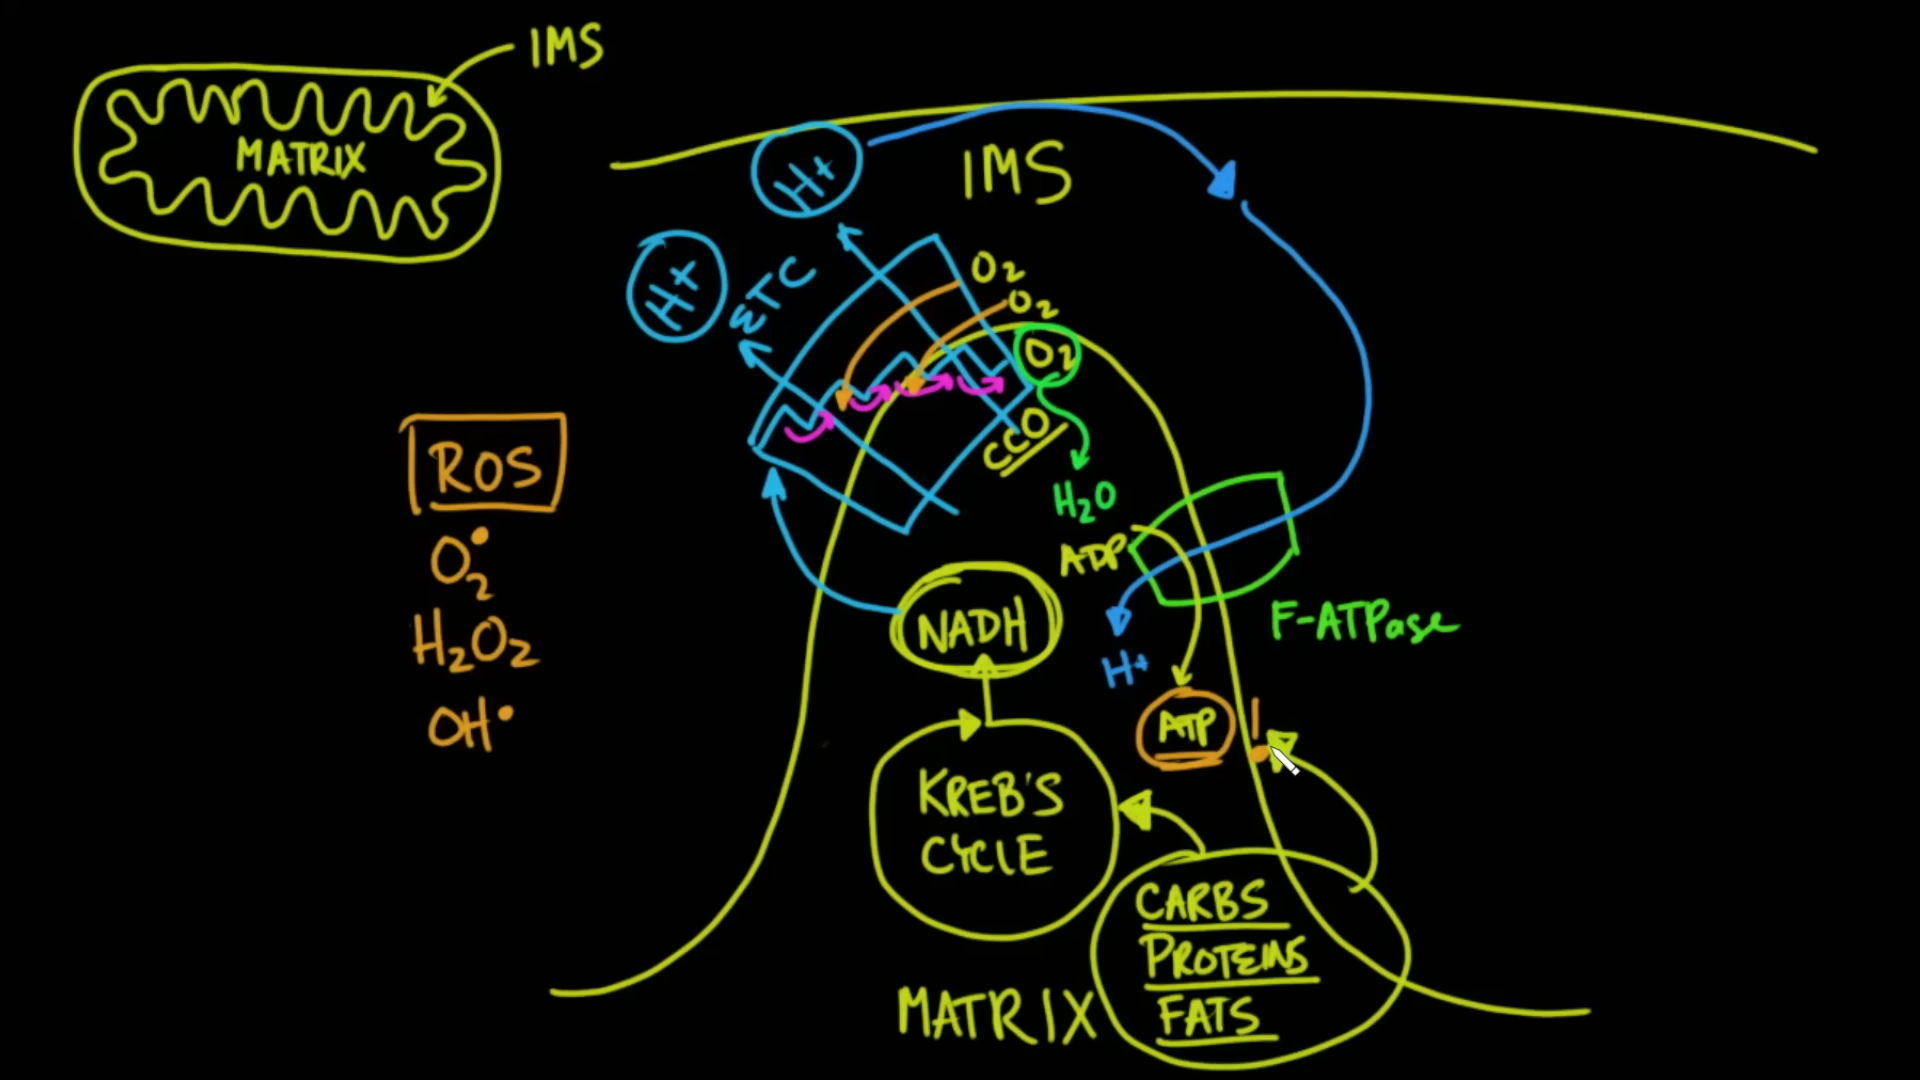 IMS
MATRIX
IMS
H+
H+
ETC
O2
O2
O2
CCO
H2O
ROS
O2•
H2O2
OH•
ADP
F-ATPase
NADH
H+
ATP !
KREB'S
CYCLE
CARBS
PROTEINS
FATS
MATRIX